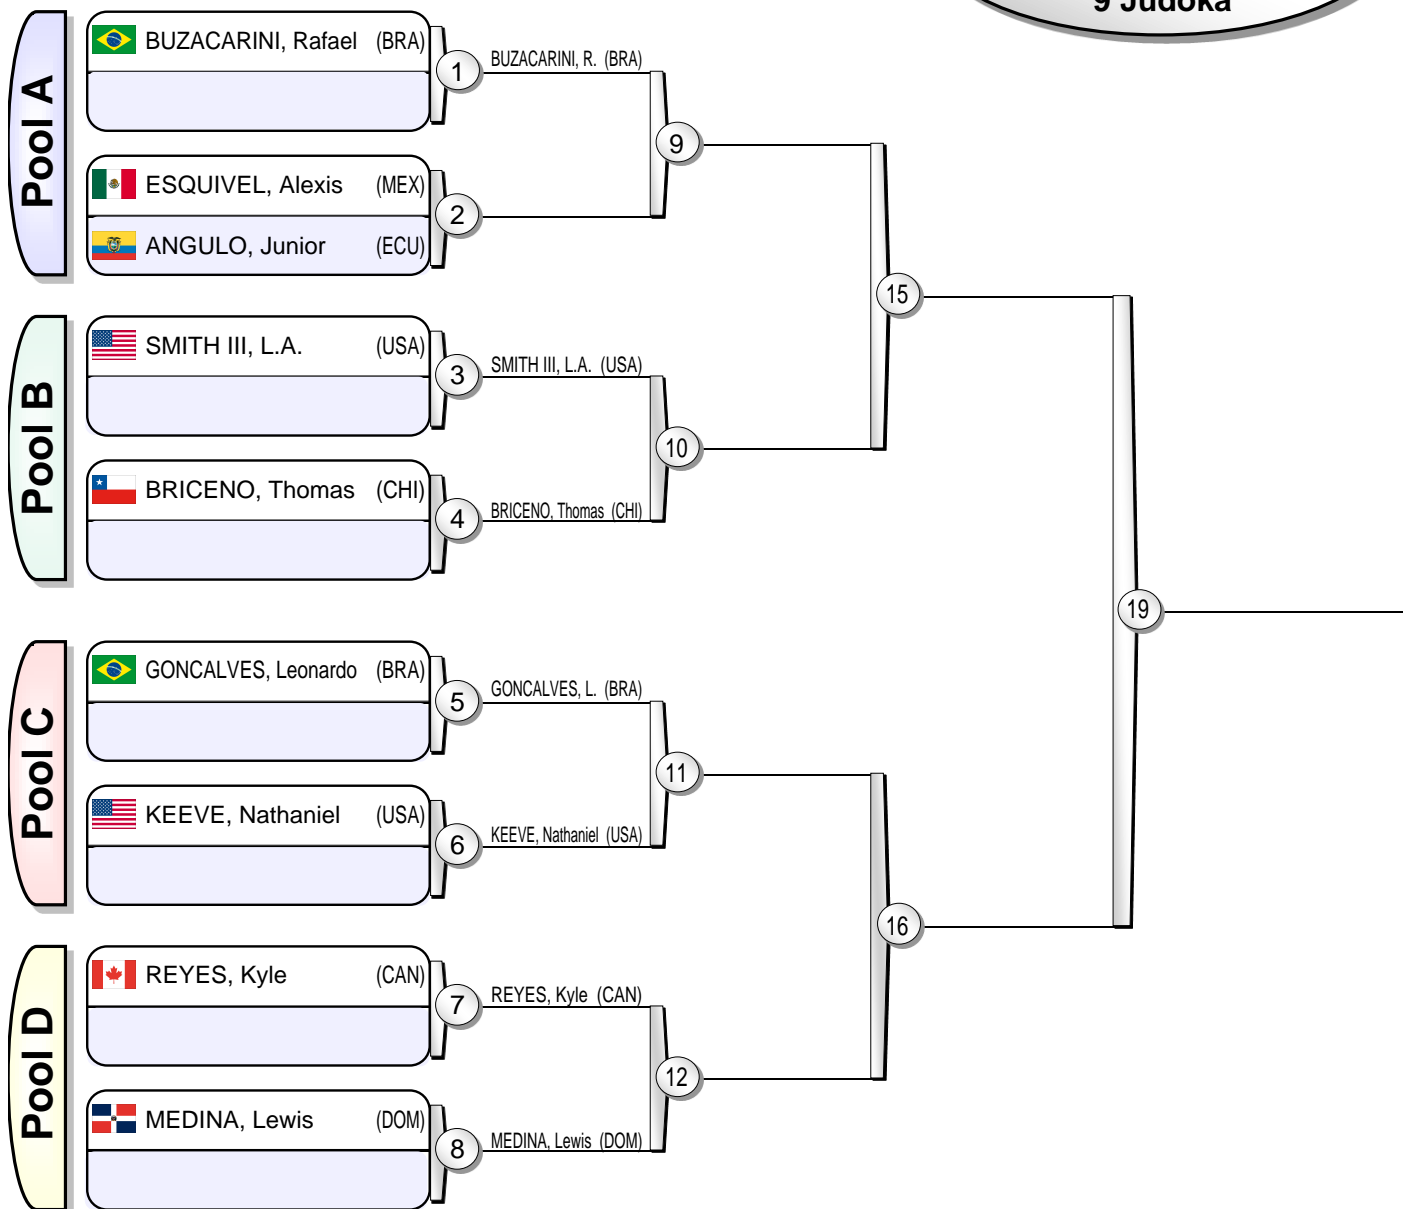 9 Judoka
Pool A
BUZACARINI, Rafael (BRA)
1
BUZACARINI, R. (BRA)
9
ESQUIVEL, Alexis (MEX)
2
ANGULO, Junior (ECU)
15
Pool B
SMITH III, L.A. (USA)
3
SMITH III, L.A. (USA)
10
BRICENO, Thomas (CHI)
4
BRICENO, Thomas (CHI)
19
Pool C
GONCALVES, Leonardo (BRA)
5
GONCALVES, L. (BRA)
11
KEEVE, Nathaniel (USA)
6
KEEVE, Nathaniel (USA)
16
Pool D
REYES, Kyle (CAN)
7
REYES, Kyle (CAN)
12
MEDINA, Lewis (DOM)
8
MEDINA, Lewis (DOM)